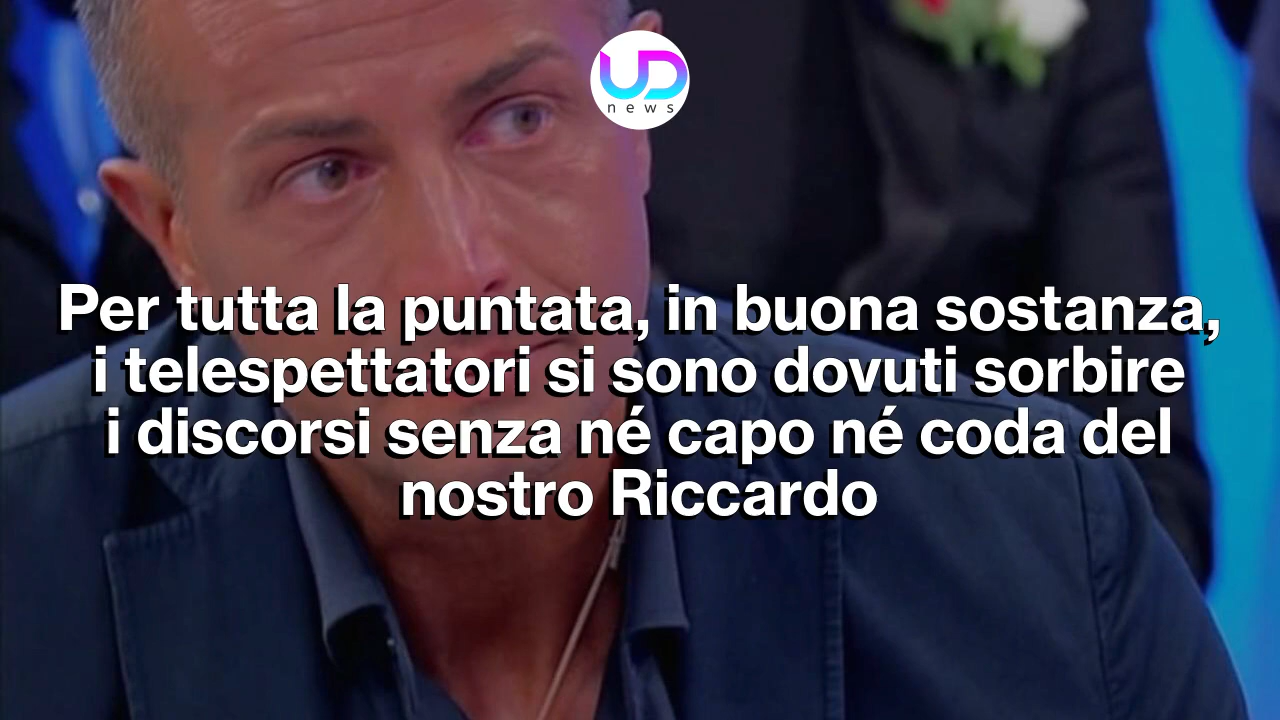 UD
news
Per tutta la puntata, in buona sostanza,
i telespettatori si sono dovuti sorbire
i discorsi senza né capo né coda del
nostro Riccardo